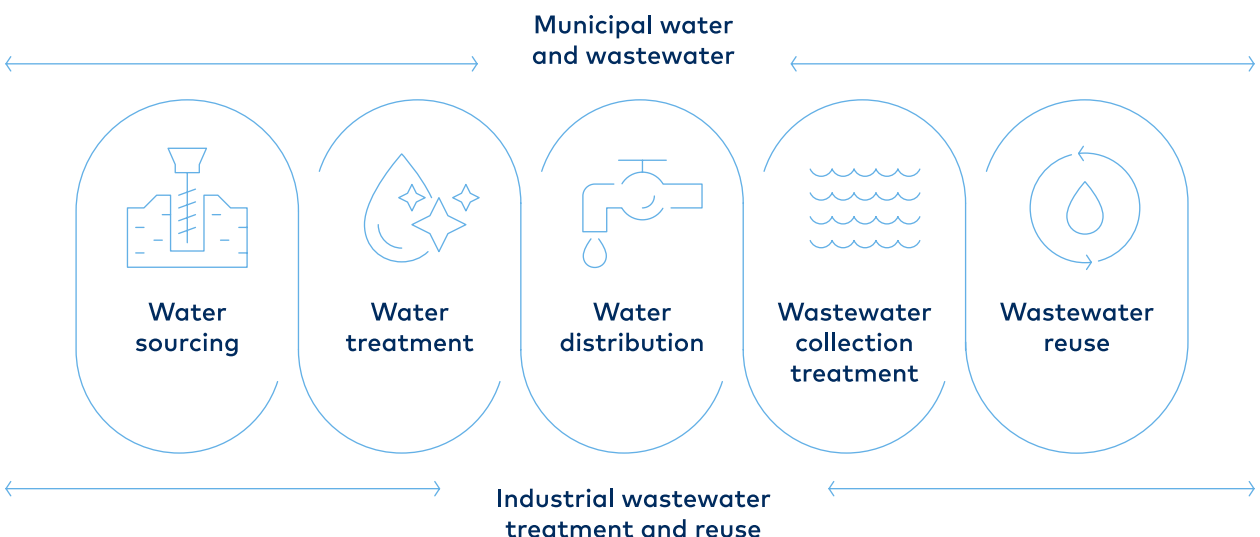 Municipal water
and wastewater
Water
sourcing
Water
treatment
Water
distribution
Wastewater
collection
treatment
Wastewater
reuse
Industrial wastewater
treatment and reuse